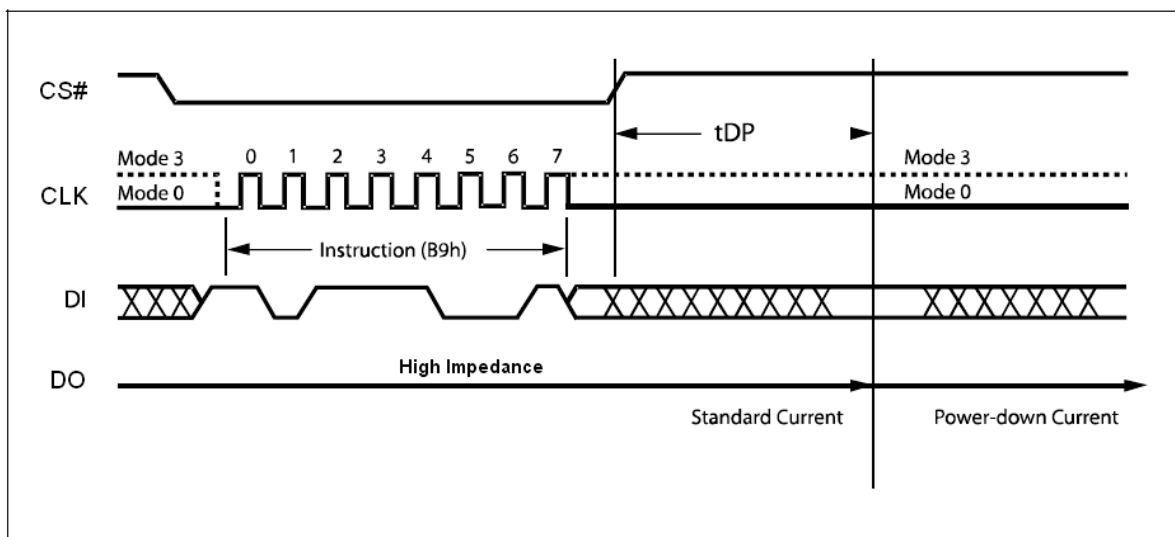 CS#
tDP
Mode 3
0 1 2 3 4 5 6 7
Mode 3
CLK
Mode 0
Mode 0
Instruction (B9h)
DI
High Impedance
DO
Standard Current
Power-down Current